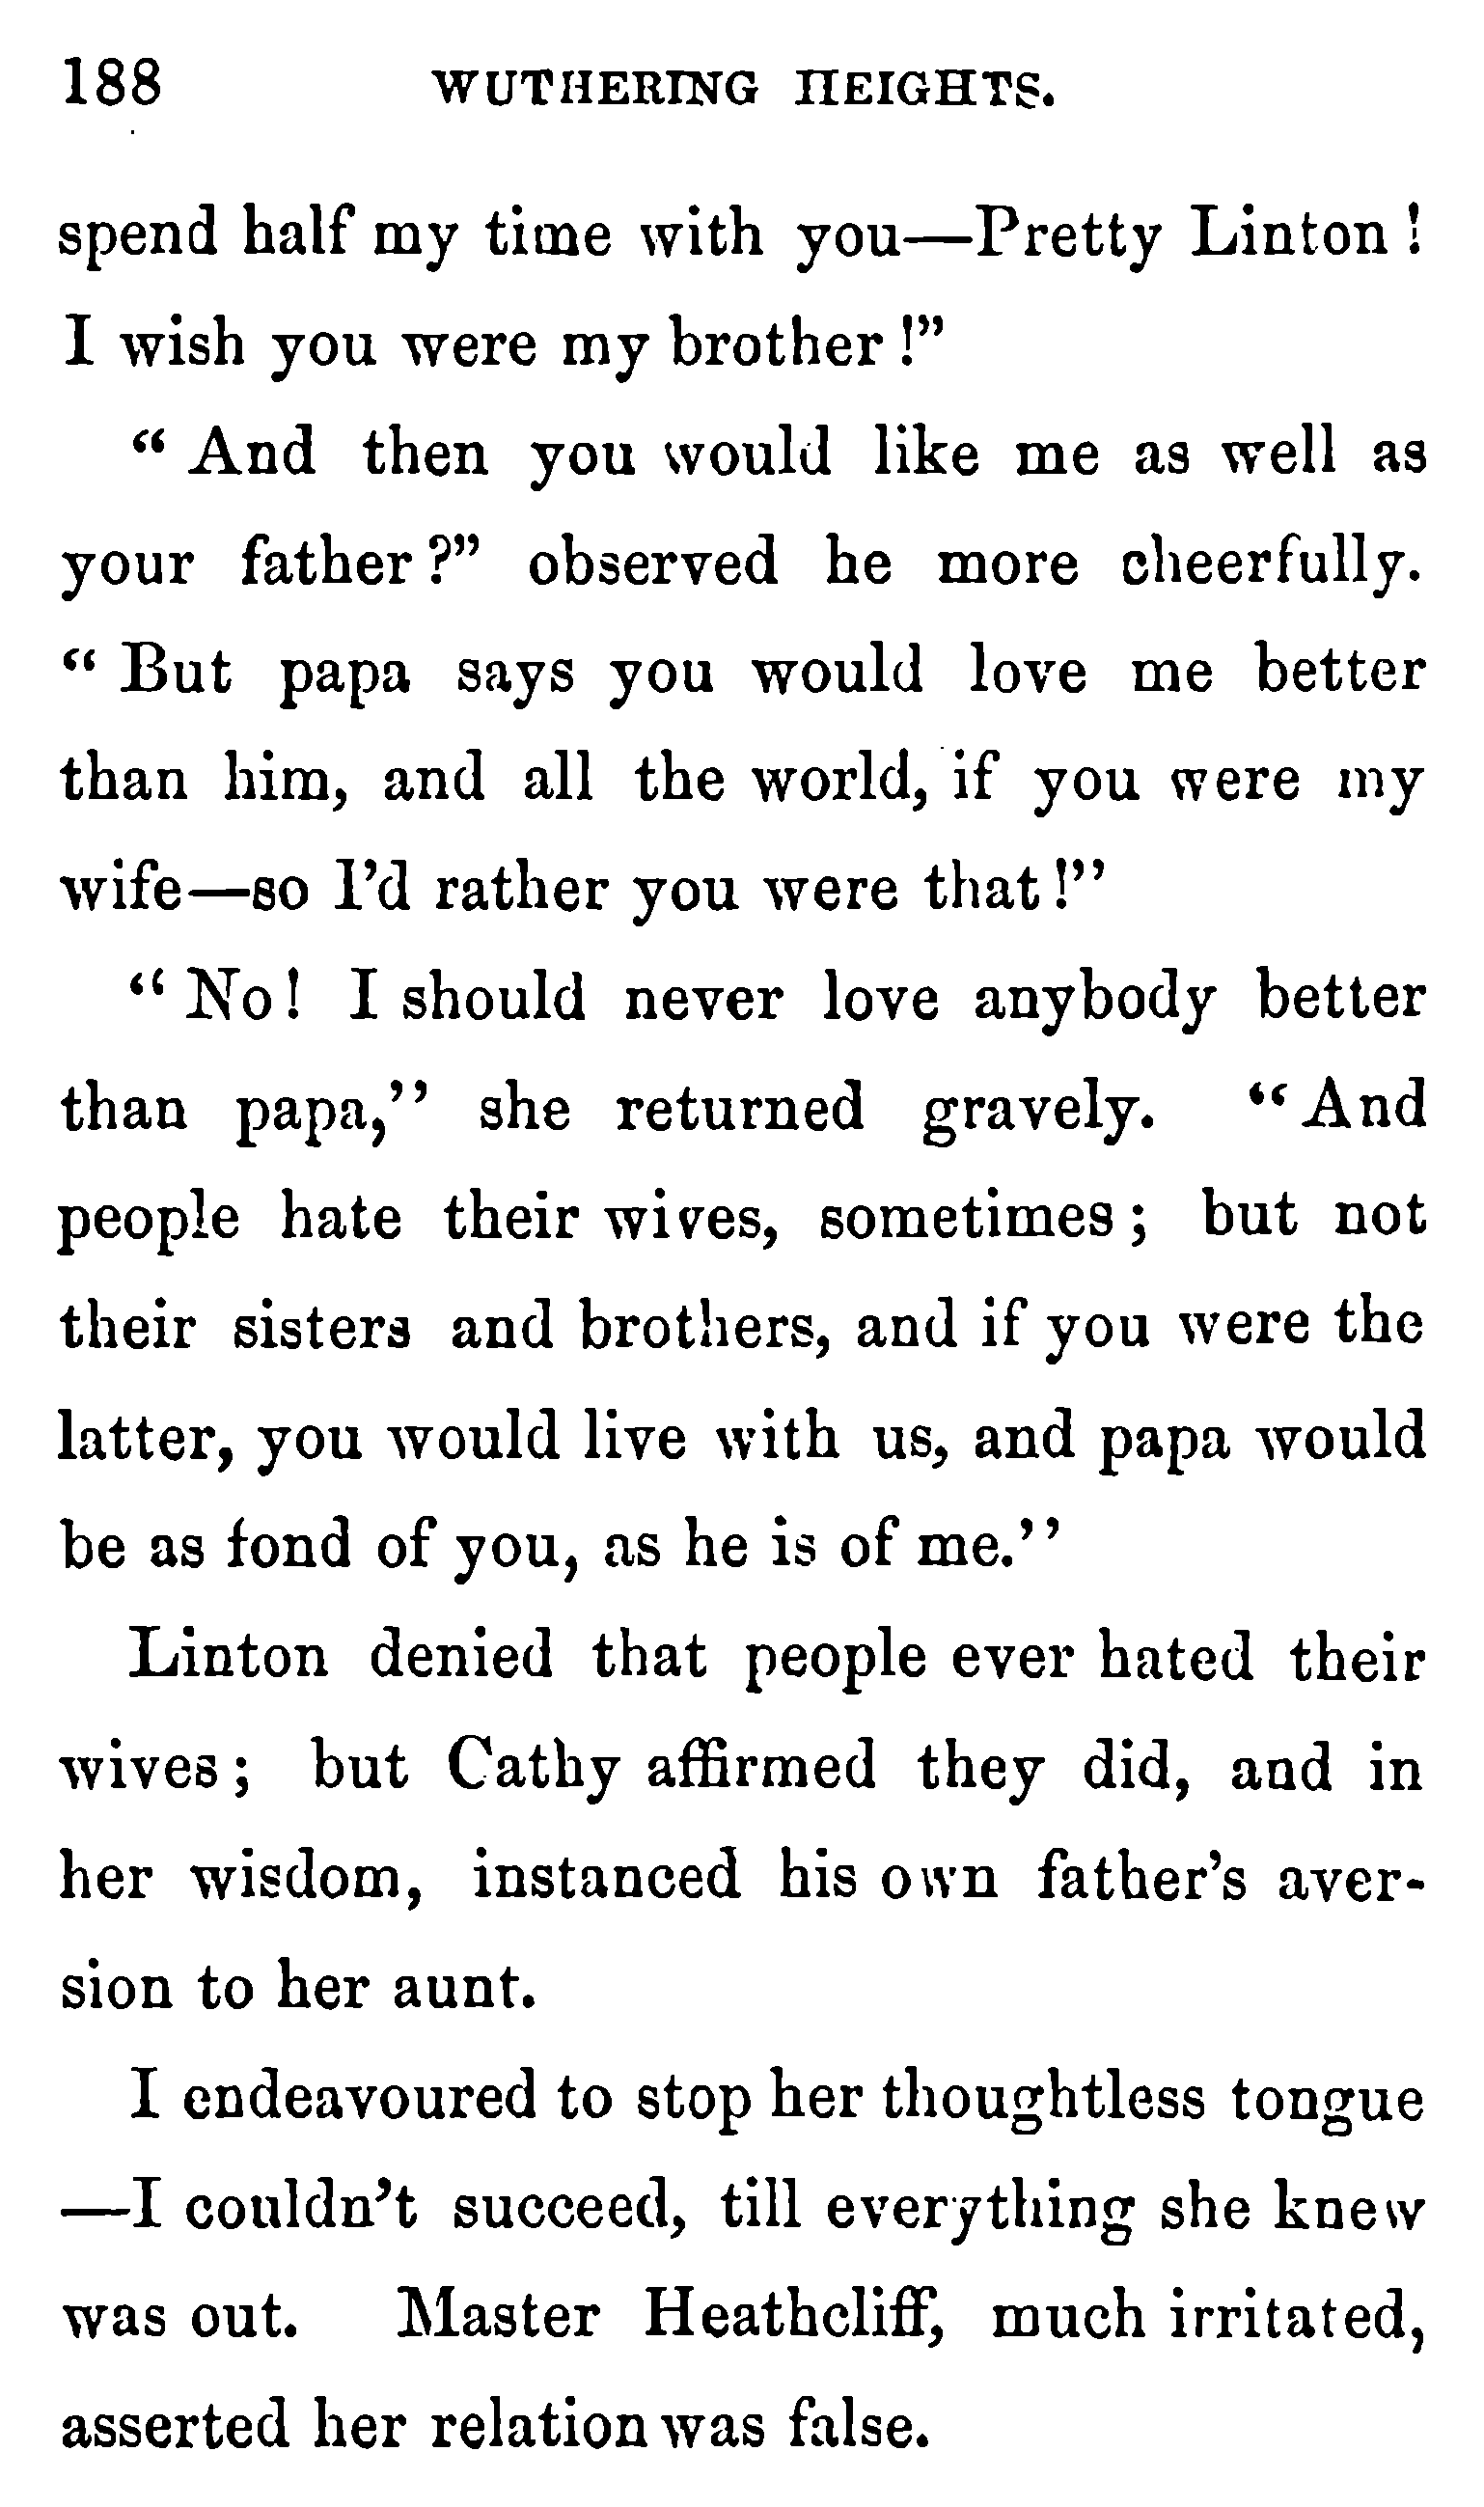 188 WUTHERING HEIGHTS.
spend half my time with you—Pretty Linton!
I wish you were my brother!"
"And then you would like me as well as
your father?" observed he more cheerfully.
"But papa says you would love me better
than him, and all the world, if you were my
wife—so I'd rather you were that!"
"No! I should never love anybody better
than papa," she returned gravely. "And
people hate their wives, sometimes; but not
their sisters and brothers, and if you were the
latter, you would live with us, and papa would
be as fond of you, as he is of me."
Linton denied that people ever hated their
wives; but Cathy affirmed they did, and in
her wisdom, instanced his own father's aver-
sion to her aunt.
I endeavoured to stop her thoughtless tongue
—I couldn't succeed, till everything she knew
was out. Master Heathcliff, much irritated,
asserted her relation was false.